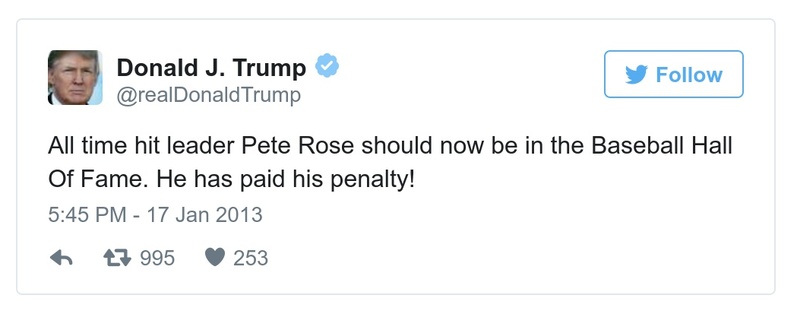 Donald J. Trump
@realDonaldTrump
Follow
All time hit leader Pete Rose should now be in the Baseball Hall
Of Fame. He has paid his penalty!
5:45 PM - 17 Jan 2013
995 253